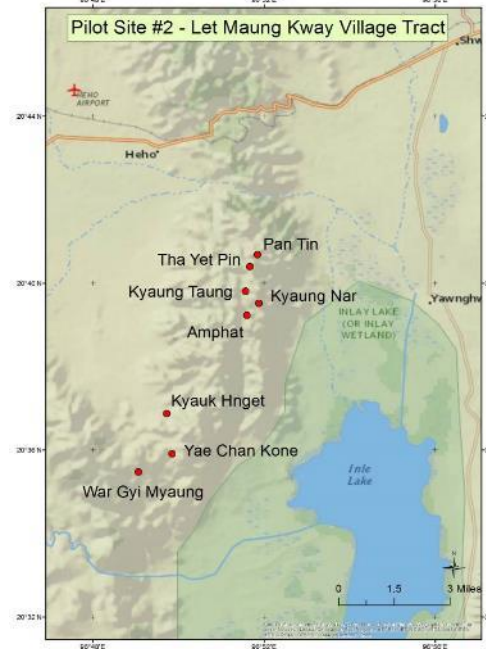 Pilot Site #2 - Let Maung Kway Village Tract
HEHO
AIRPORT
20°44'N
Heho
Pan Tin
Tha Yet Pin
20°40'N
Kyaung Taung
Kyaung Nar
Yawnghw
Amphat
INLAY LAKE
(OR INLAY
WETLAND)
Kyauk Hnget
20°36'N
Yae Chan Kone
War Gyi Myaung
Inle
Lake
N
0 1.5 3 Miles
20°32'N